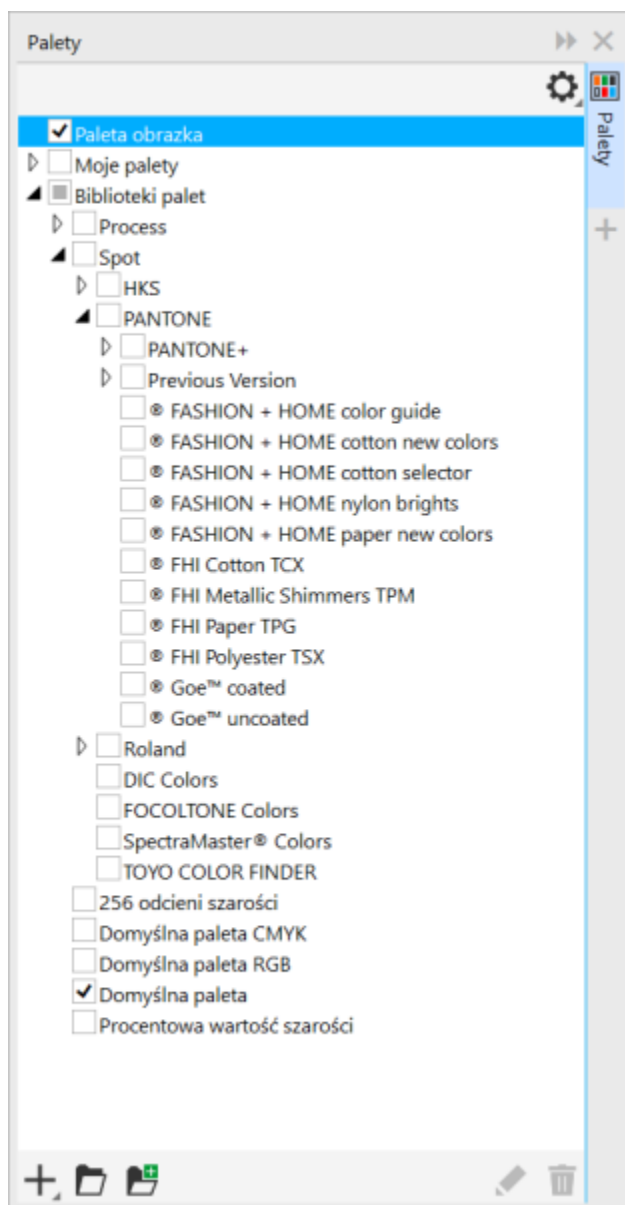 Palety
Palety
Paleta obrazka
Moje palety
Biblioteki palet
Process
Spot
HKS
PANTONE
PANTONE+
Previous Version
® FASHION + HOME color guide
® FASHION + HOME cotton new colors
® FASHION + HOME cotton selector
® FASHION + HOME nylon brights
® FASHION + HOME paper new colors
® FHI Cotton TCX
® FHI Metallic Shimmers TPM
® FHI Paper TPG
® FHI Polyester TSX
® Goe™ coated
® Goe™ uncoated
Roland
DIC Colors
FOCOLTONE Colors
SpectraMaster® Colors
TOYO COLOR FINDER
256 odcieni szarości
Domyślna paleta CMYK
Domyślna paleta RGB
Domyślna paleta
Procentowa wartość szarości